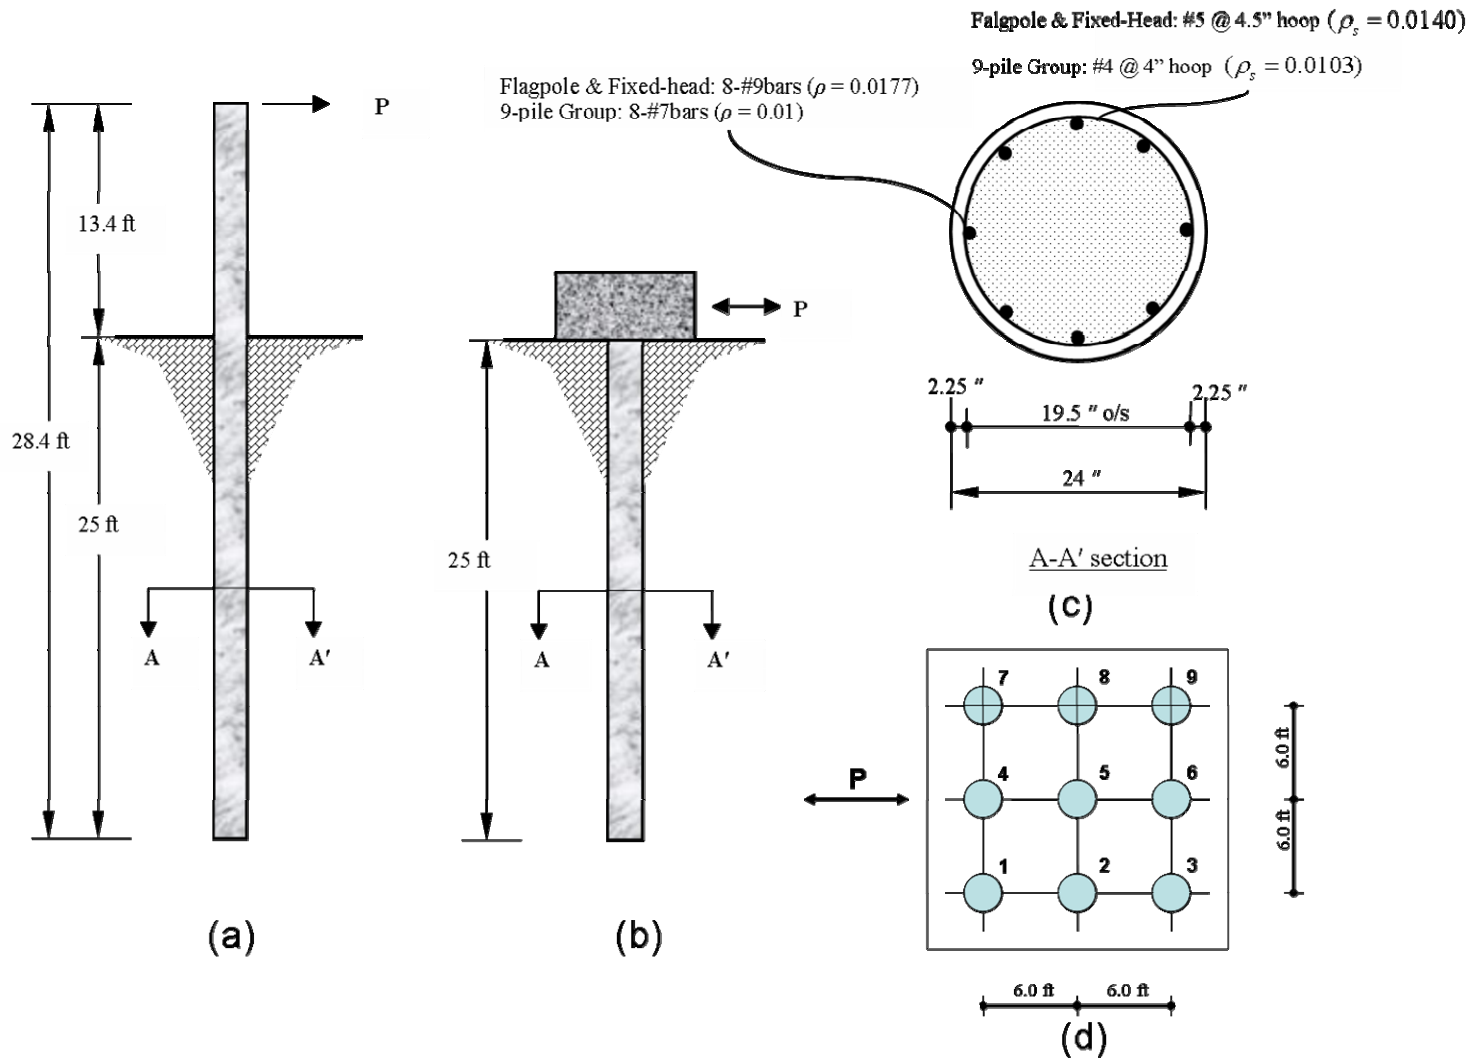 Falgpole & Fixed-Head: #5 @ 4.5" hoop (ρs = 0.0140)
9-pile Group: #4 @ 4" hoop (ρs = 0.0103)
Flagpole & Fixed-head: 8-#9bars (ρ = 0.0177)
9-pile Group: 8-#7bars (ρ = 0.01)
P
13.4 ft
28.4 ft
25 ft
A
A'
(a)
P
25 ft
A
A'
(b)
2.25 "
19.5 " o/s
2.25 "
24 "
A-A' section
(c)
P
7
8
9
4
5
6
1
2
3
6.0 ft
6.0 ft
6.0 ft
6.0 ft
(d)